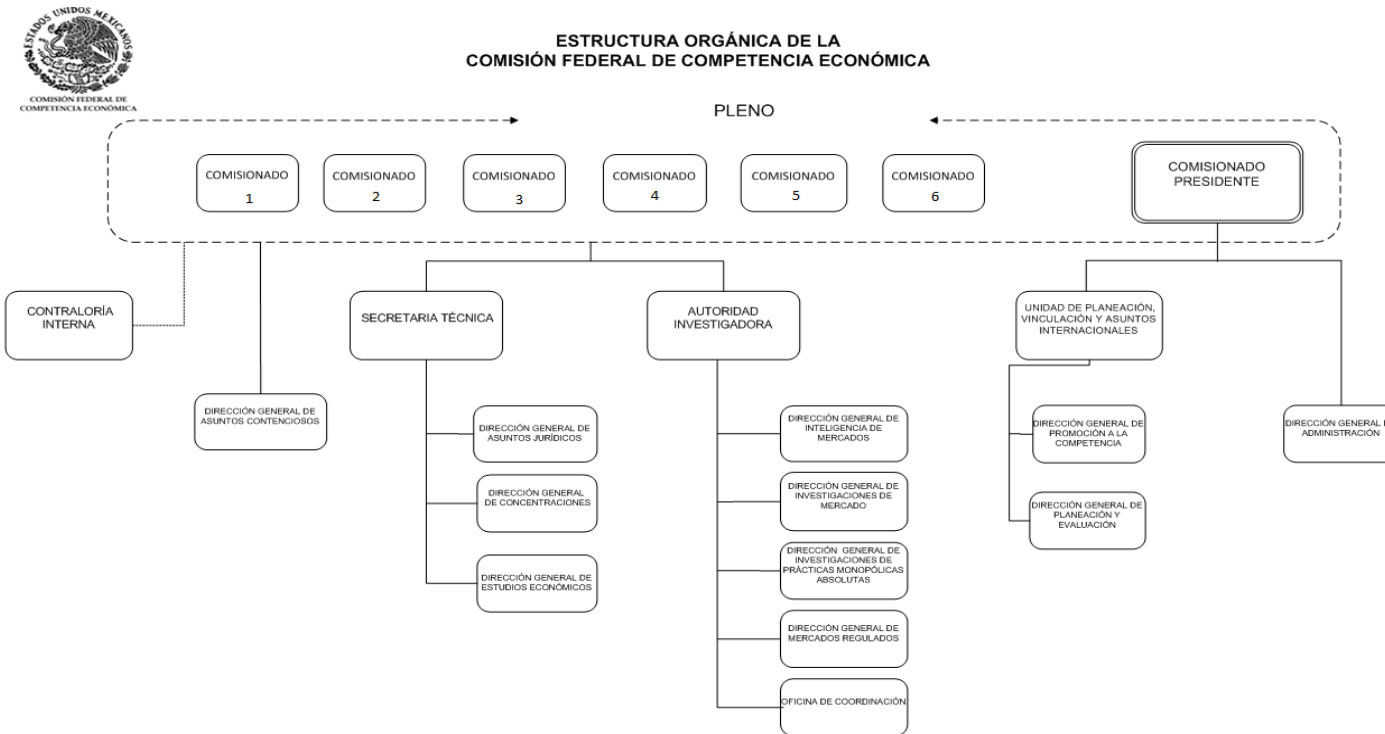 ESTADOS UNIDOS MEXICANOS
COMISIÓN FEDERAL DE
COMPETENCIA ECONÓMICA
ESTRUCTURA ORGÁNICA DE LA
COMISIÓN FEDERAL DE COMPETENCIA ECONÓMICA
PLENO
COMISIONADO
1
COMISIONADO
2
COMISIONADO
3
COMISIONADO
4
COMISIONADO
5
COMISIONADO
6
COMISIONADO
PRESIDENTE
CONTRALORÍA
INTERNA
SECRETARIA TÉCNICA
AUTORIDAD
INVESTIGADORA
UNIDAD DE PLANEACIÓN,
VINCULACIÓN Y ASUNTOS
INTERNACIONALES
DIRECCIÓN GENERAL DE
ASUNTOS CONTENCIOSOS
DIRECCIÓN GENERAL DE
ASUNTOS JURÍDICOS
DIRECCIÓN GENERAL
DE CONCENTRACIONES
DIRECCIÓN GENERAL DE
ESTUDIOS ECONÓMICOS
DIRECCIÓN GENERAL DE
INTELIGENCIA DE
MERCADOS
DIRECCIÓN GENERAL DE
INVESTIGACIONES DE
MERCADO
DIRECCIÓN GENERAL DE
INVESTIGACIONES DE
PRÁCTICAS MONOPÓLICAS
ABSOLUTAS
DIRECCIÓN GENERAL DE
MERCADOS REGULADOS
OFICINA DE COORDINACIÓN
DIRECCIÓN GENERAL DE
PROMOCIÓN A LA
COMPETENCIA
DIRECCIÓN GENERAL DE
PLANEACIÓN Y
EVALUACIÓN
DIRECCIÓN GENERAL
ADMINISTRACIÓN